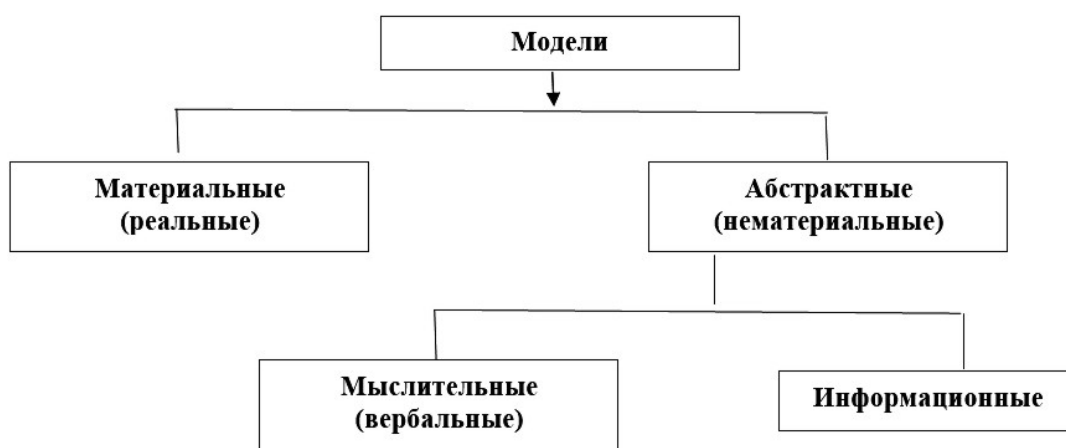 Модели
Материальные
(реальные)
Абстрактные
(нематериальные)
Мыслительные
(вербальные)
Информационные